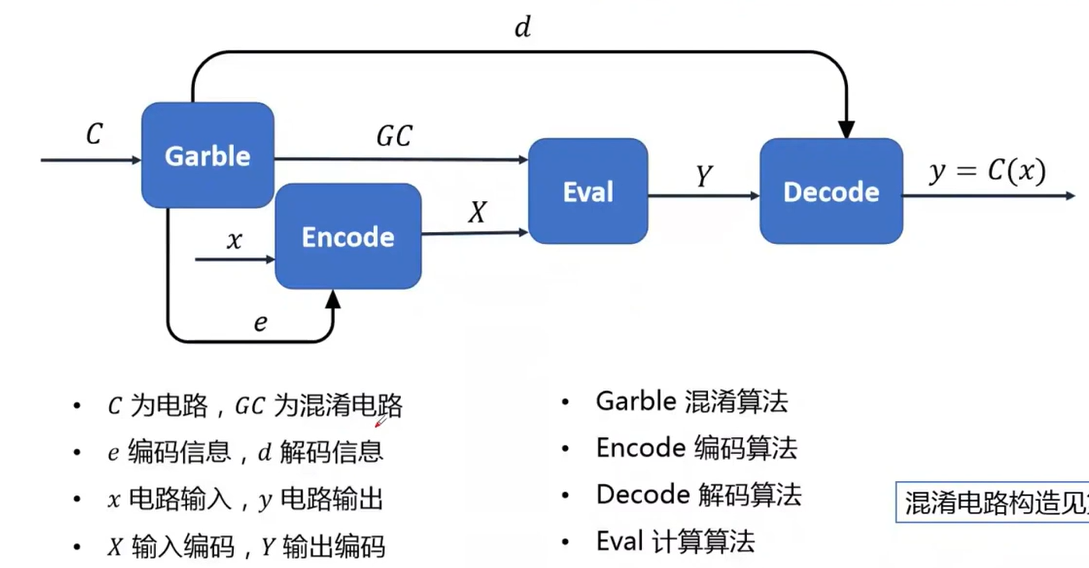 d
C
Garble
GC
Eval
Y
Decode
y = C(x)
x
Encode
X
e
• C 为电路，GC 为混淆电路
• e 编码信息，d 解码信息
• x 电路输入，y 电路输出
• X 输入编码，Y 输出编码
• Garble 混淆算法
• Encode 编码算法
• Decode 解码算法
• Eval 计算算法
混淆电路构造见